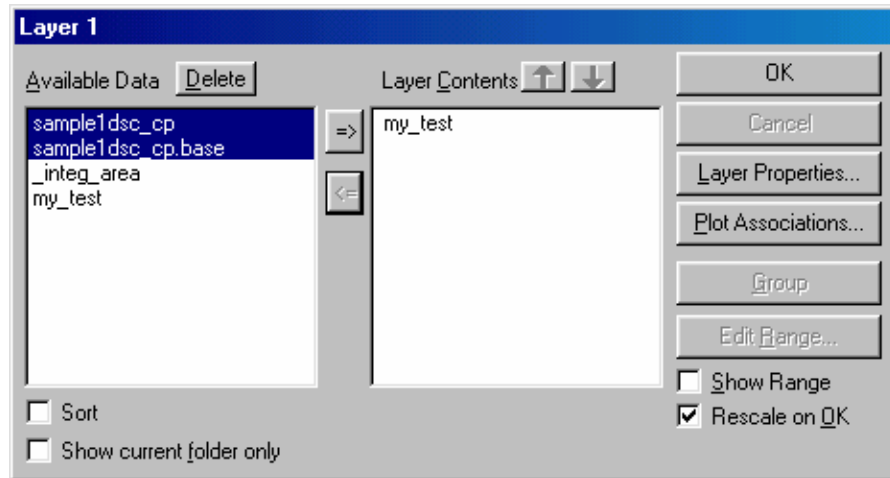 Layer 1
Available Data Delete
Layer Contents
sample1dsc_cp
sample1dsc_cp.base
_integ_area
my_test
=>
<=
my_test
OK
Cancel
Layer Properties...
Plot Associations...
Group
Edit Range...
Show Range
Rescale on OK
Sort
Show current folder only